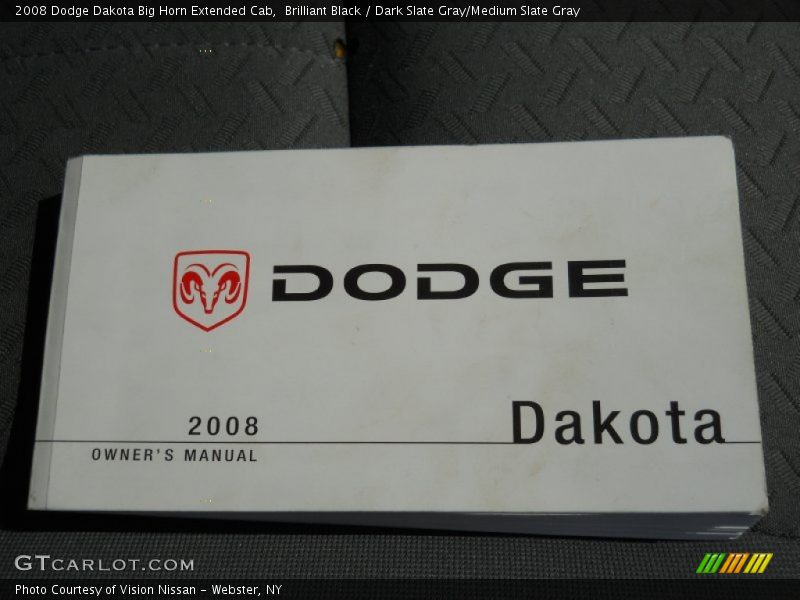 2008 Dodge Dakota Big Horn Extended Cab,  Brilliant Black / Dark Slate Gray/Medium Slate Gray
DODGE
2008
Dakota
OWNER'S MANUAL
GTCARLOT.COM
Photo Courtesy of Vision Nissan - Webster, NY